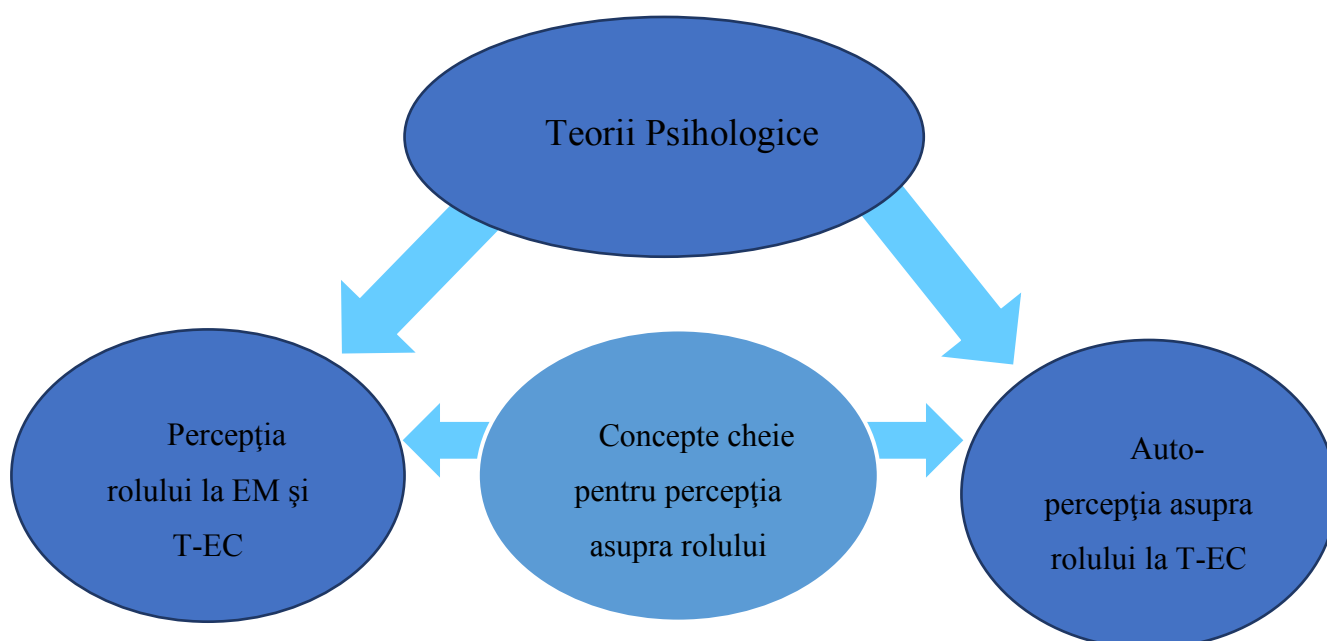 Teorii Psihologice
Percepţia
rolului la EM şi
T-EC
Concepte cheie
pentru percepţia
asupra rolului
Auto-
percepţia asupra
rolului la T-EC